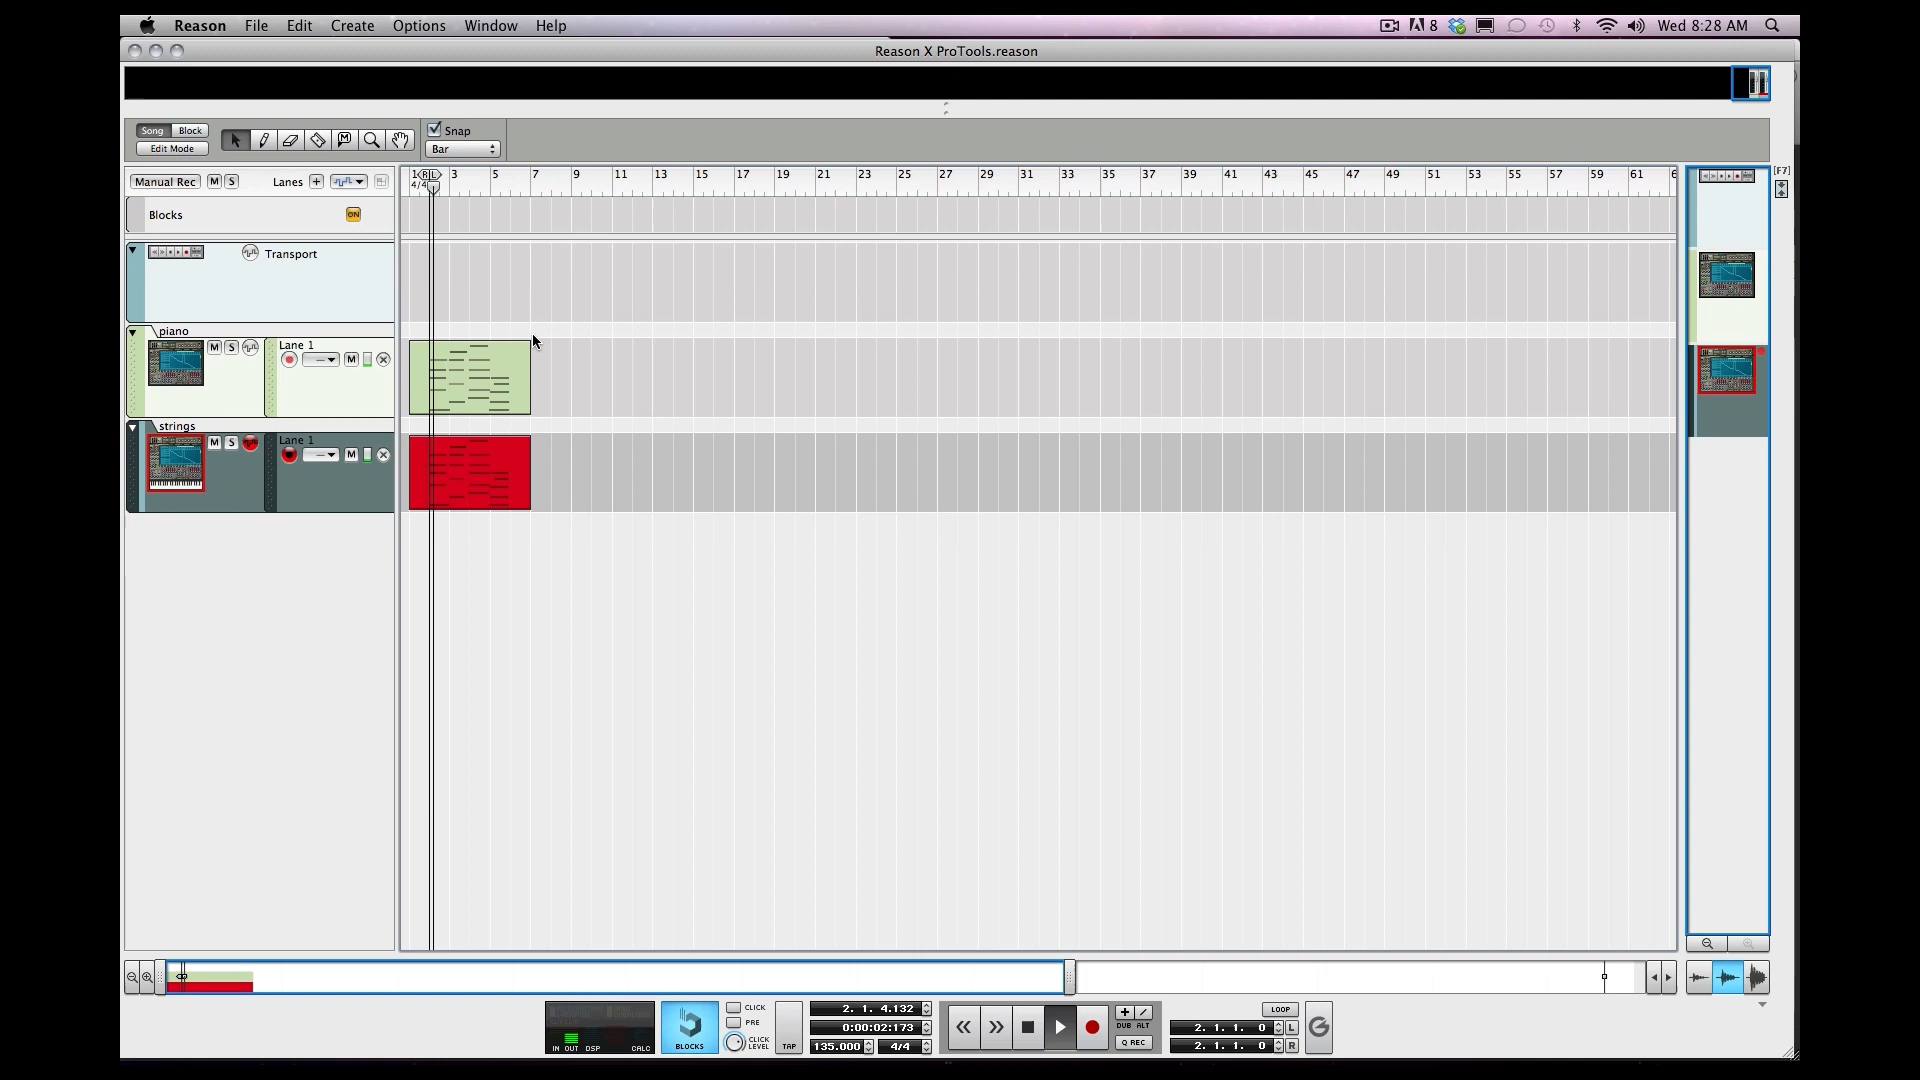 Reason File Edit Create Options Window Help
8 Wed 8:28 AM
Reason X ProTools.reason
Song Block
Edit Mode
Snap
Bar
Manual Rec M S Lanes +
1 R L 3 5 7 9 11 13 15 17 19 21 23 25 27 29 31 33 35 37 39 41 43 45 47 49 51 53 55 57 59 61 6
4/4
[F7]
Blocks ON
Transport
piano
M S Lane 1
M
strings
M S Lane 1
M
IN OUT DSP CALC
BLOCKS
CLICK
PRE
CLICK LEVEL
TAP
2. 1. 4.132
0:00:02:173
135.000 4/4
DUB ALT
Q REC
LOOP
2. 1. 1. 0 L
2. 1. 1. 0 R